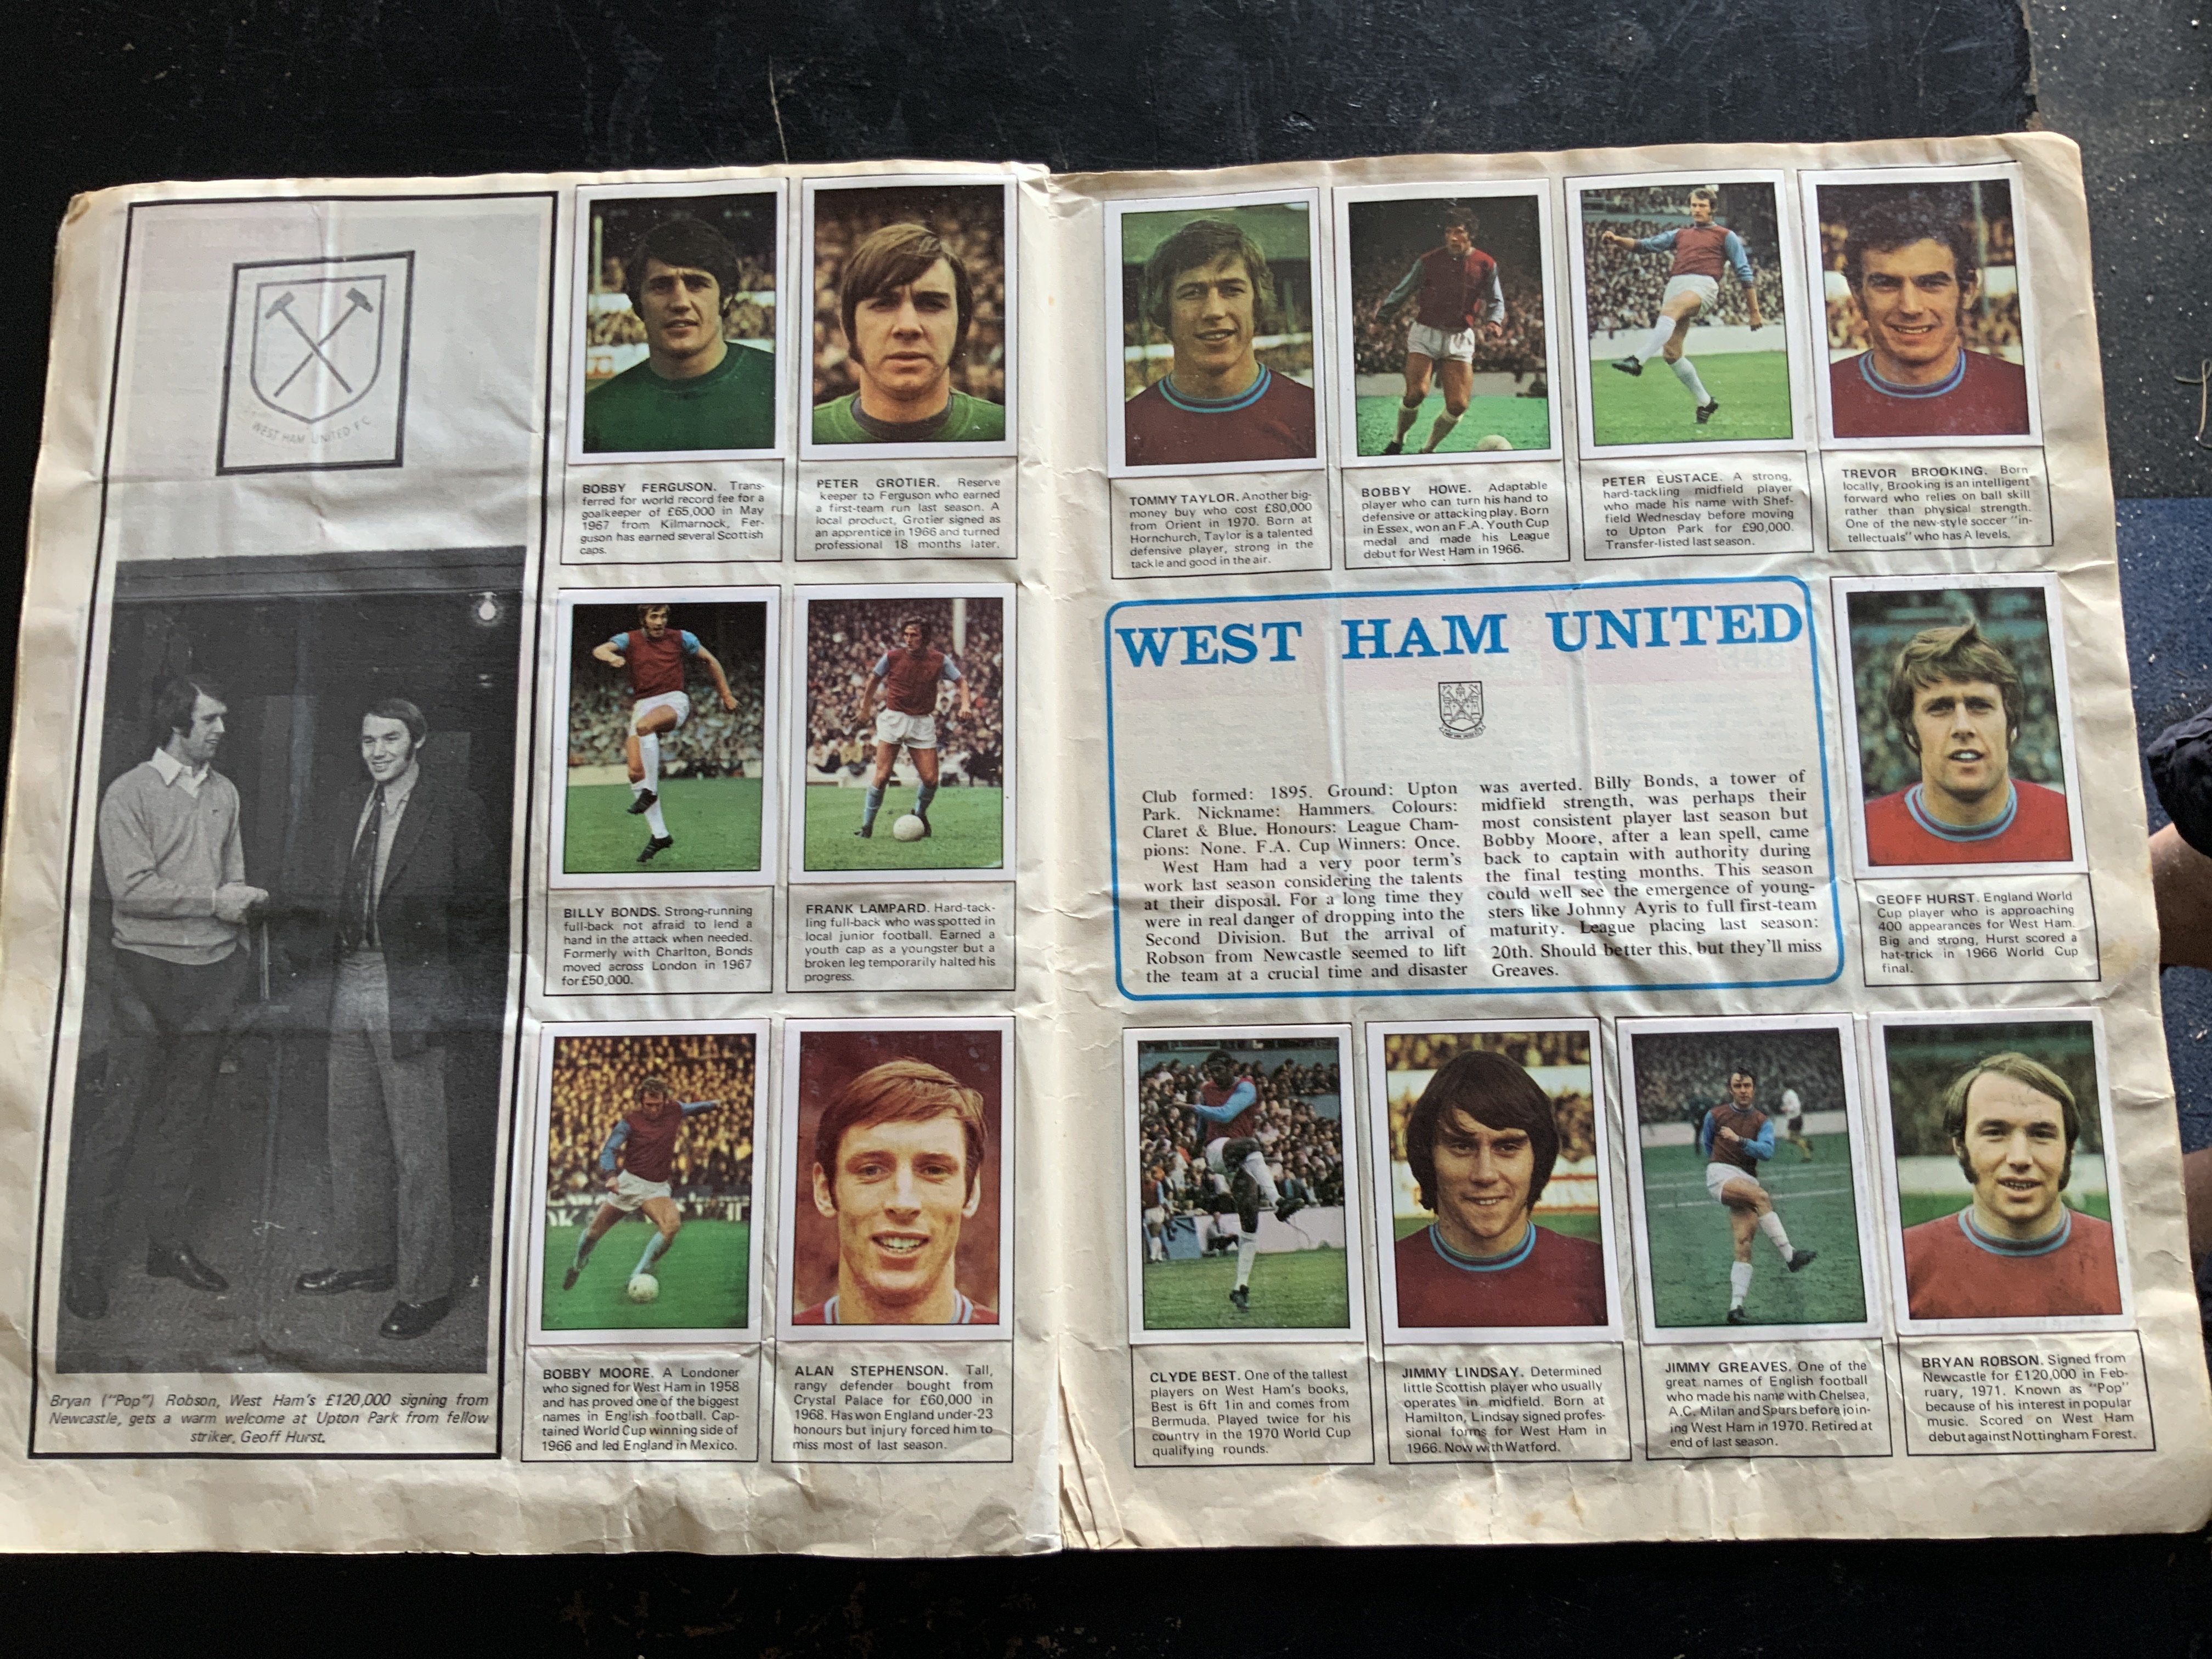 WEST HAM UNITED F C
Bryan ("Pop") Robson, West Ham's £120,000 signing from
Newcastle, gets a warm welcome at Upton Park from fellow
striker, Geoff Hurst.
BOBBY FERGUSON. Trans-
ferred for world record fee for a
goalkeeper of £65,000 in May
1967 from Kilmarnock, Fer-
guson has earned several Scottish
caps.
PETER GROTIER. Reserve
keeper to Ferguson who earned
a first-team run last season. A
local product, Grotier signed as
an apprentice in 1966 and turned
professional 18 months later.
BILLY BONDS. Strong-running
full-back not afraid to lend a
hand in the attack when needed.
Formerly with Charlton, Bonds
moved across London in 1967
for £50,000.
FRANK LAMPARD. Hard-tack-
ling full-back who was spotted in
local junior football. Earned a
youth cap as a youngster but a
broken leg temporarily halted his
progress.
BOBBY MOORE. A Londoner
who signed for West Ham in 1958
and has proved one of the biggest
names in English football. Cap-
tained World Cup winning side of
1966 and led England in Mexico.
ALAN STEPHENSON. Tall,
rangy defender bought from
Crystal Palace for £60,000 in
1968. Has won England under-23
honours but injury forced him to
miss most of last season.
TOMMY TAYLOR. Another big-
money buy who cost £80,000
from Orient in 1970. Born at
Hornchurch, Taylor is a talented
defensive player, strong in the
tackle and good in the air.
BOBBY HOWE. Adaptable
player who can turn his hand to
defensive or attacking play. Born
in Essex, won an F.A. Youth Cup
medal and made his League
debut for West Ham in 1966.
PETER EUSTACE. A strong,
hard-tackling midfield player
who made his name with Shef-
field Wednesday before moving
to Upton Park for £90,000.
Transfer-listed last season.
TREVOR BROOKING. Born
locally, Brooking is an intelligent
forward who relies on ball skill
rather than physical strength.
One of the new-style soccer "in-
tellectuals" who has A levels.
WEST HAM UNITED
Club formed: 1895. Ground: Upton
Park. Nickname: Hammers. Colours:
Claret & Blue. Honours: League Cham-
pions: None. F.A. Cup Winners: Once.
West Ham had a very poor term's
work last season considering the talents
at their disposal. For a long time they
were in real danger of dropping into the
Second Division. But the arrival of
Robson from Newcastle seemed to lift
the team at a crucial time and disaster
was averted. Billy Bonds, a tower of
midfield strength, was perhaps their
most consistent player last season but
Bobby Moore, after a lean spell, came
back to captain with authority during
the final testing months. This season
could well see the emergence of young-
sters like Johnny Ayris to full first-team
maturity. League placing last season:
20th. Should better this, but they'll miss
Greaves.
GEOFF HURST. England World
Cup player who is approaching
400 appearances for West Ham.
Big and strong, Hurst scored a
hat-trick in 1966 World Cup
final.
CLYDE BEST. One of the tallest
players on West Ham's books,
Best is 6ft 1in and comes from
Bermuda. Played twice for his
country in the 1970 World Cup
qualifying rounds.
JIMMY LINDSAY. Determined
little Scottish player who usually
operates in midfield. Born at
Hamilton, Lindsay signed profes-
sional forms for West Ham in
1966. Now with Watford.
JIMMY GREAVES. One of the
great names of English football
who made his name with Chelsea,
A.C. Milan and Spurs before join-
ing West Ham in 1970. Retired at
end of last season.
BRYAN ROBSON. Signed from
Newcastle for £120,000 in Feb-
ruary, 1971. Known as "Pop"
because of his interest in popular
music. Scored on West Ham
debut against Nottingham Forest.